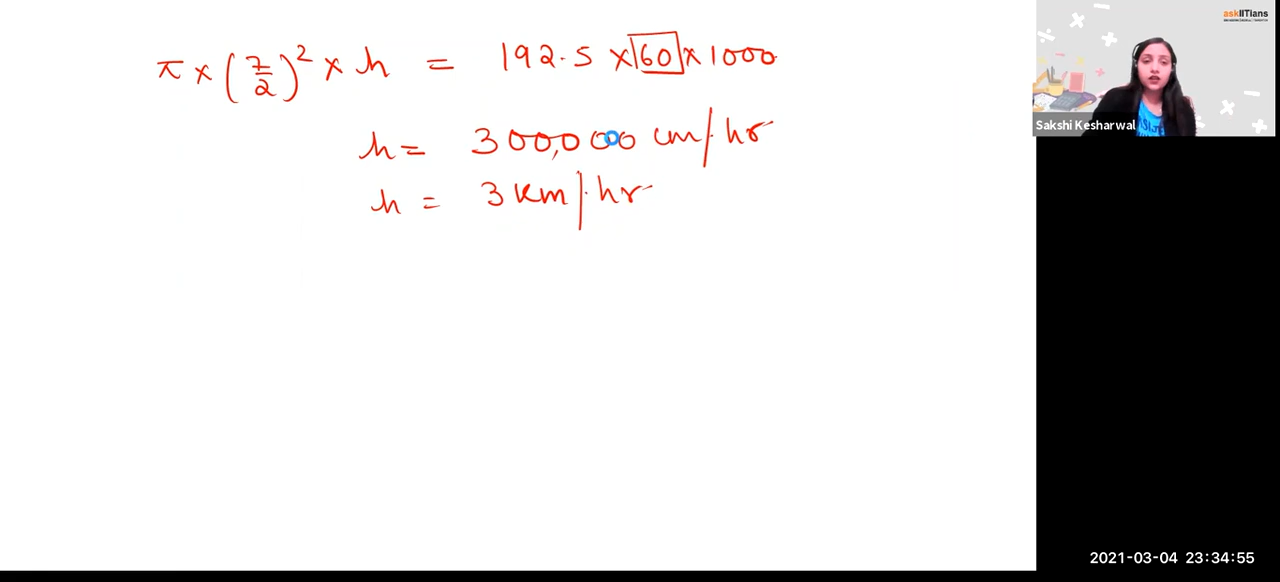 π × (7/2)² × h = 192.5 × 60 × 1000
h = 300,000 cm/hr
h = 3 km/hr
askIITians
Sakshi Kesharwal
2021-03-04 23:34:55